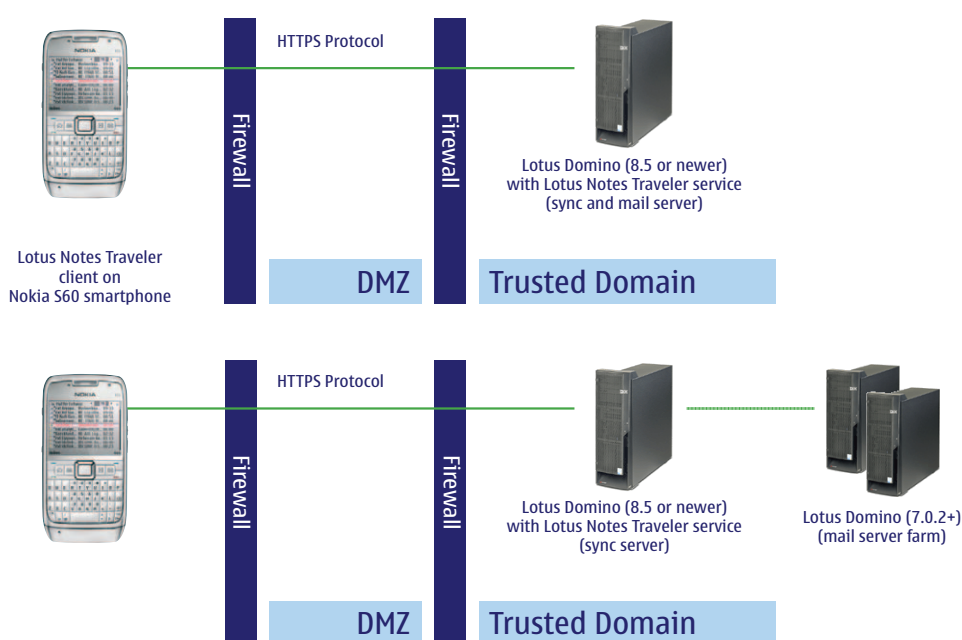 HTTPS Protocol
NOKIA
Firewall
Firewall
Lotus Domino (8.5 or newer)
with Lotus Notes Traveler service
(sync and mail server)
Lotus Notes Traveler
client on
Nokia S60 smartphone
DMZ
Trusted Domain
HTTPS Protocol
NOKIA
Firewall
Firewall
Lotus Domino (8.5 or newer)
with Lotus Notes Traveler service
(sync server)
Lotus Domino (7.0.2+)
(mail server farm)
DMZ
Trusted Domain